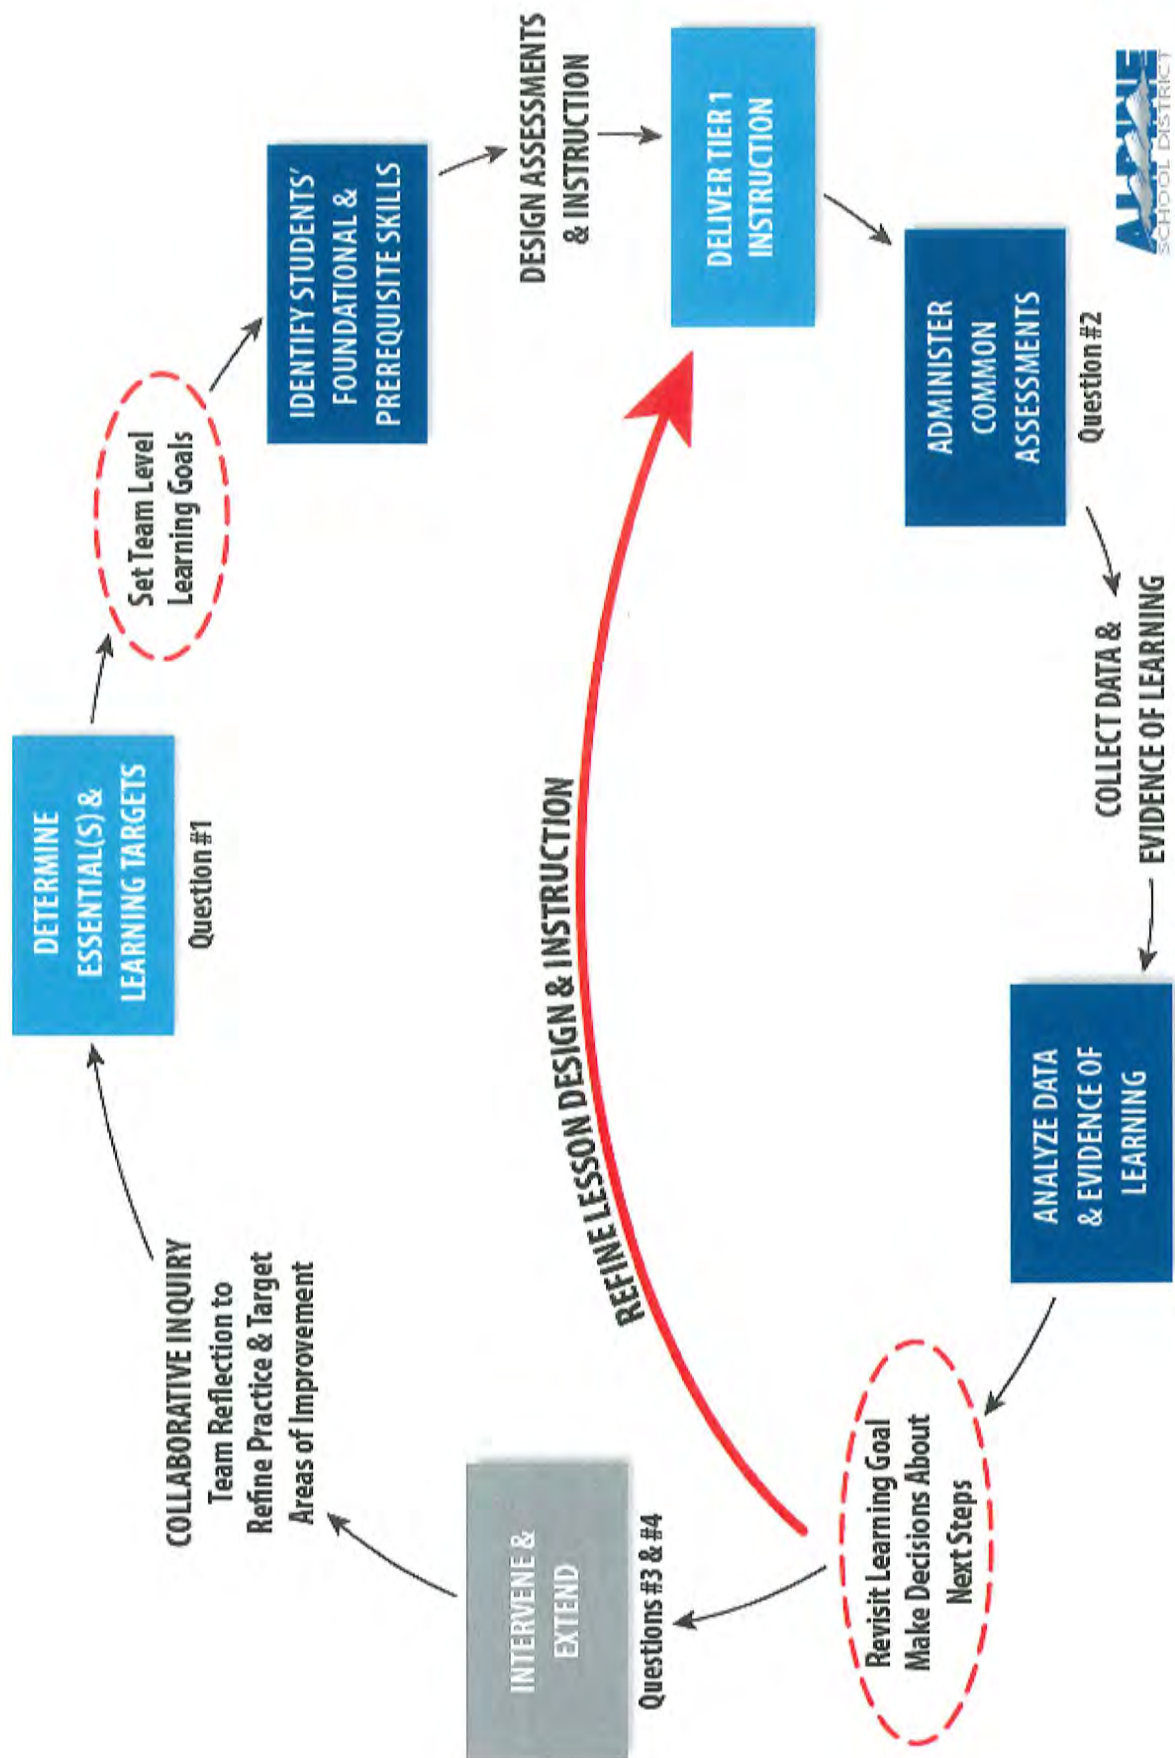 DETERMINE
ESSENTIAL(S) &
LEARNING TARGETS
Question #1
Set Team Level
Learning Goals
IDENTIFY STUDENTS'
FOUNDATIONAL &
PREREQUISITE SKILLS
DESIGN ASSESSMENTS
& INSTRUCTION
DELIVER TIER 1
INSTRUCTION
ADMINISTER
COMMON
ASSESSMENTS
Question #2
COLLECT DATA &
EVIDENCE OF LEARNING
ANALYZE DATA
& EVIDENCE OF
LEARNING
Revisit Learning Goal
Make Decisions About
Next Steps
REFINE LESSON DESIGN & INSTRUCTION
INTERVENE &
EXTEND
Questions #3 & #4
COLLABORATIVE INQUIRY
Team Reflection to
Refine Practice & Target
Areas of Improvement
ALPINE
SCHOOL DISTRICT